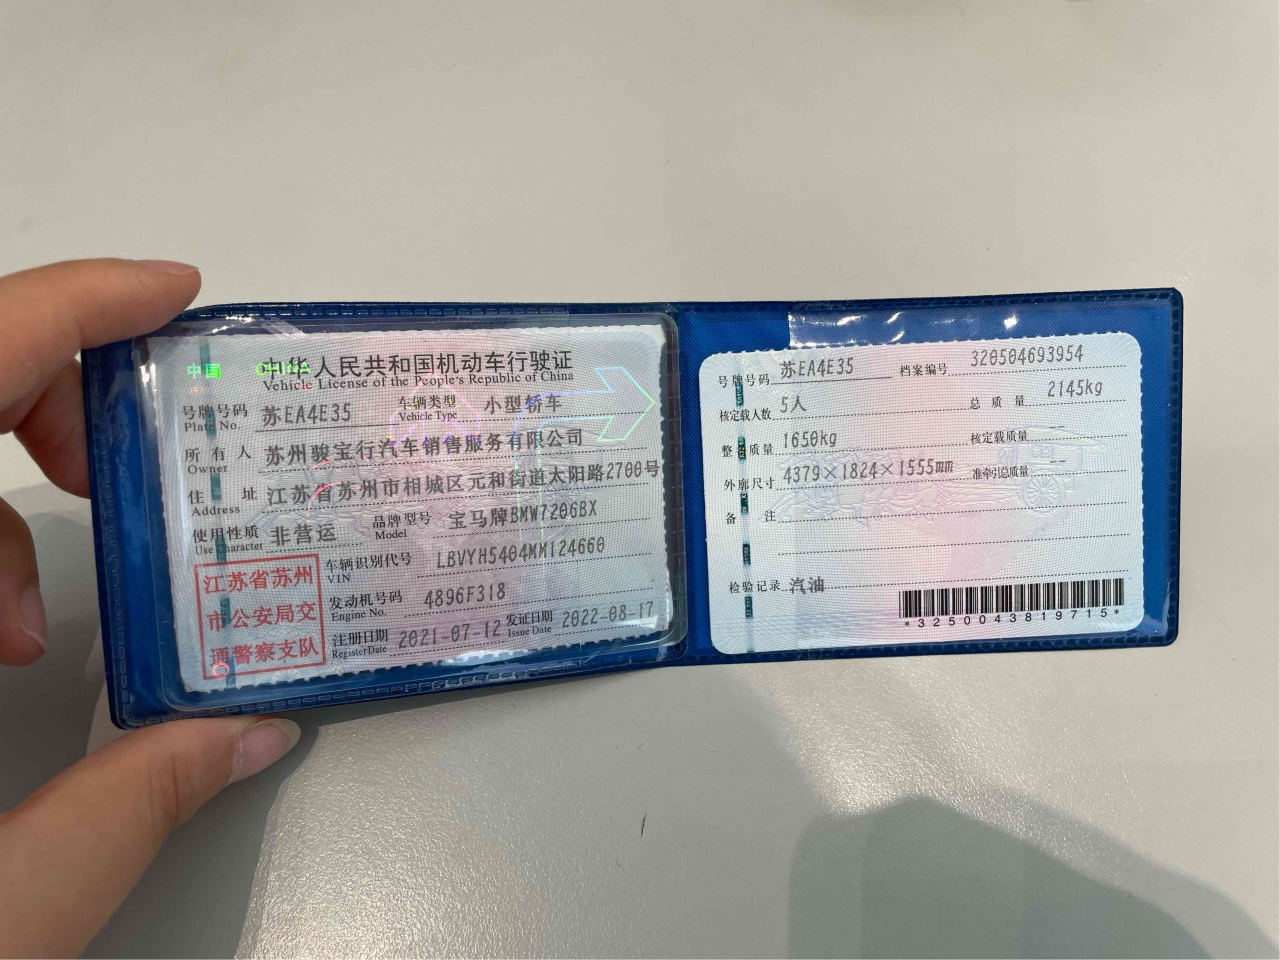 中国 CHINA
中华人民共和国机动车行驶证
Vehicle License of the People's Republic of China
号牌号码 苏EA4E35 车辆类型 小型轿车
Plate No. Vehicle Type
所有人 苏州骏宝行汽车销售服务有限公司
Owner
住址 江苏省苏州市相城区元和街道太阳路2700号
Address
使用性质 非营运 品牌型号 宝马牌BMW7206BX
Use Character Model
江苏省苏州
市公安局交
通警察支队
车辆识别代号 LBVYH5404MM124660
VIN
发动机号码 4896F318
Engine No.
注册日期 2021-07-12 发证日期 2022-08-17
Register Date Issue Date
号牌号码 苏EA4E35 档案编号 320504693954
核定载人数 5人 总质量 2145kg
整备质量 1650kg 核定载质量 --
外廓尺寸 4379×1824×1555mm 准牵引总质量 --
备注
检验记录 汽油
*3250043819715*